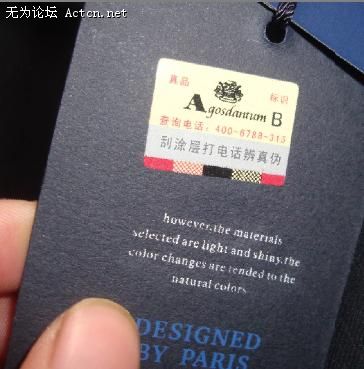 无为论坛 Actcn.net
真品 标识
Agosdantum B
查询电话:400-6788-315
刮涂层打电话辨真伪
however,the materials
selected are light and shiny.the
color changes are tended to the
natural colors
DESIGNED
BY PARIS